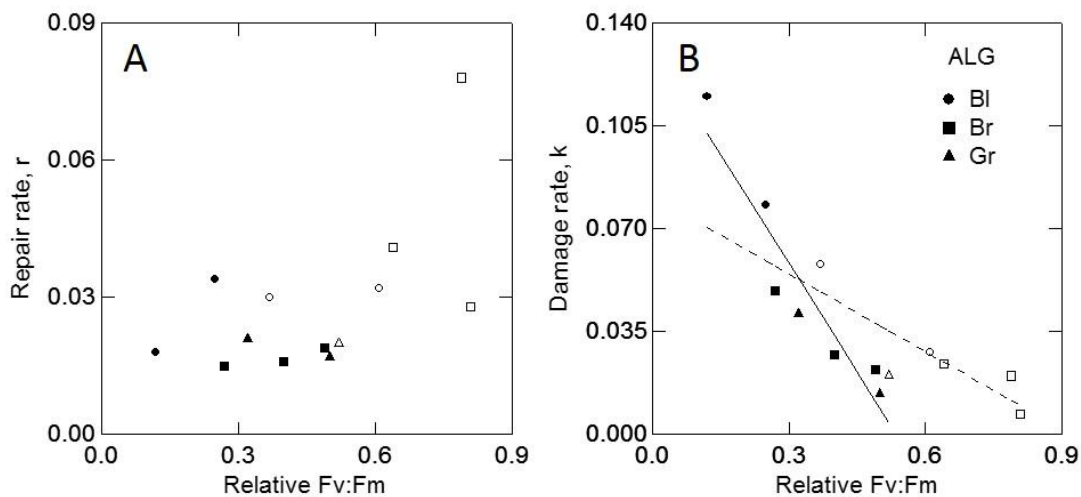 A
Repair rate, r
0.09
0.06
0.03
0.00
0.0 0.3 0.6 0.9
Relative Fv:Fm
B
ALG
Bl
Br
Gr
Damage rate, k
0.140
0.105
0.070
0.035
0.000
0.0 0.3 0.6 0.9
Relative Fv:Fm